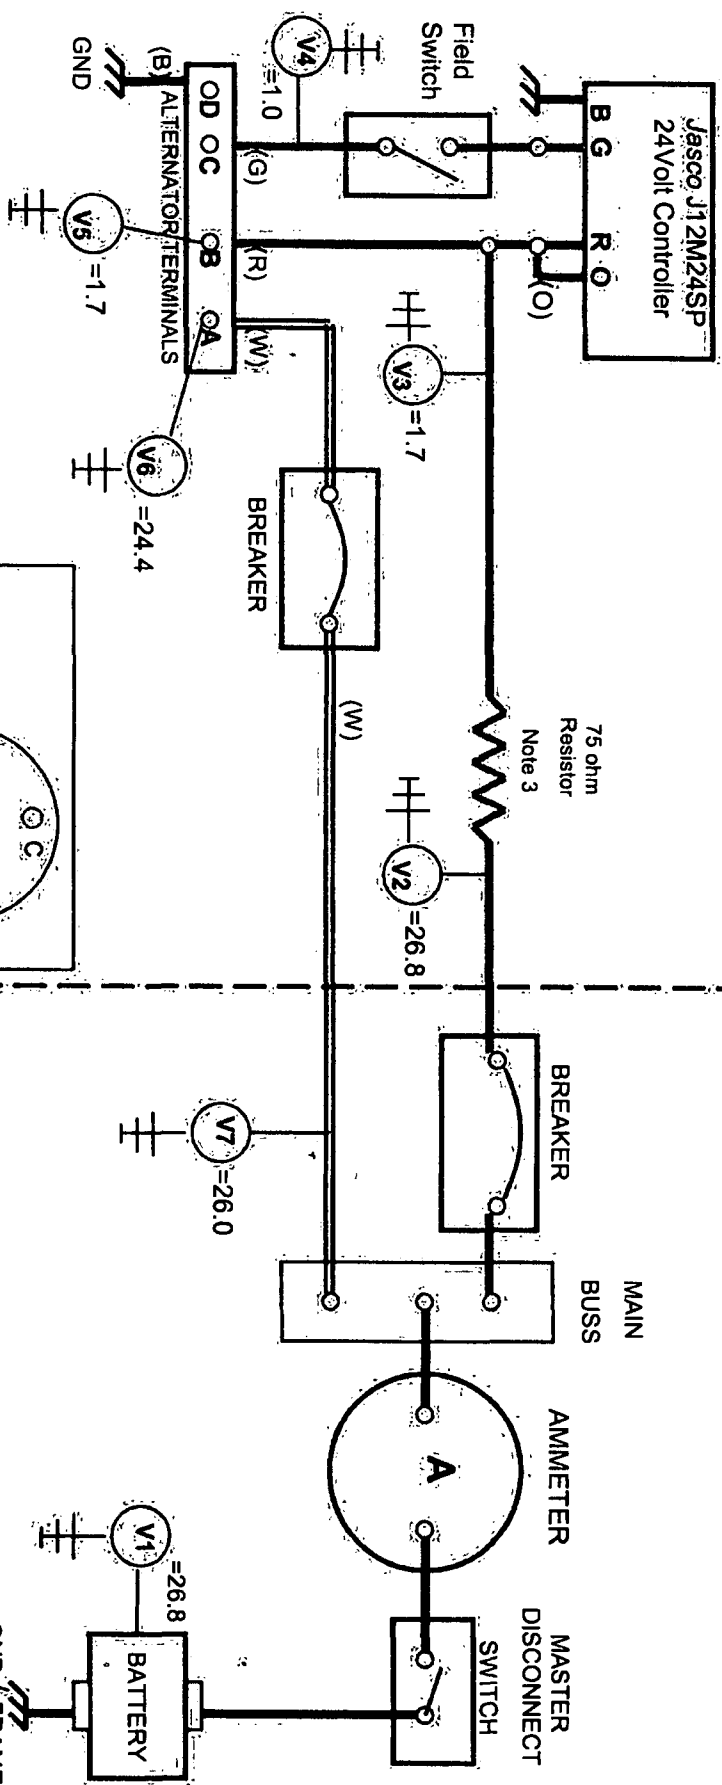 Jasco J12M24SP
24Volt Controller
B
G
R
O
(O)
Field
Switch
V4
=1.0
GND
(B)
D
C
B
A
ALTERNATOR TERMINALS
(G)
(R)
(W)
V5
=1.7
V6
=24.4
V3
=1.7
BREAKER
(W)
75 ohm
Resistor
Note 3
V2
=26.8
C
BREAKER
V7
=26.0
MAIN
BUSS
AMMETER
A
MASTER
DISCONNECT
SWITCH
V1
=26.8
BATTERY